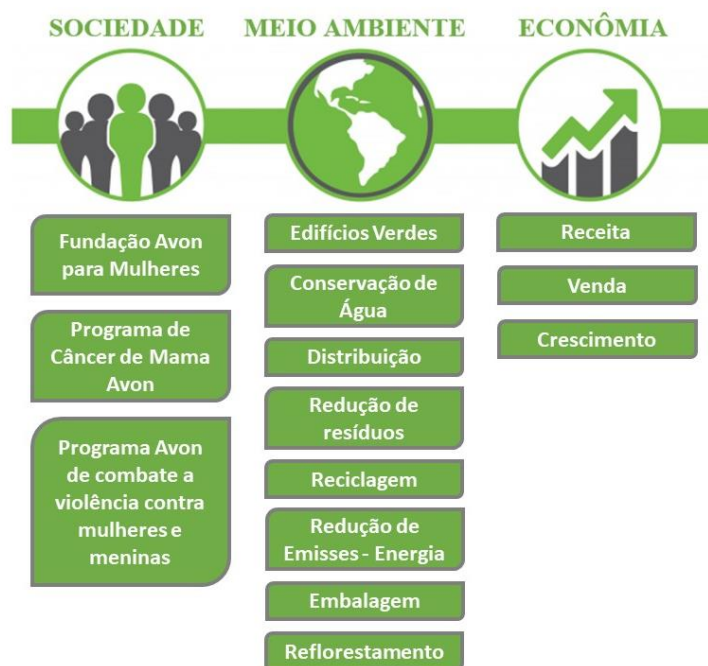 SOCIEDADE
MEIO AMBIENTE
ECONÔMIA
Fundação Avon
para Mulheres
Programa de
Câncer de Mama
Avon
Programa Avon
de combate a
violência contra
mulheres e
meninas
Edifícios Verdes
Conservação de
Água
Distribuição
Redução de
resíduos
Reciclagem
Redução de
Emisses - Energia
Embalagem
Reflorestamento
Receita
Venda
Crescimento